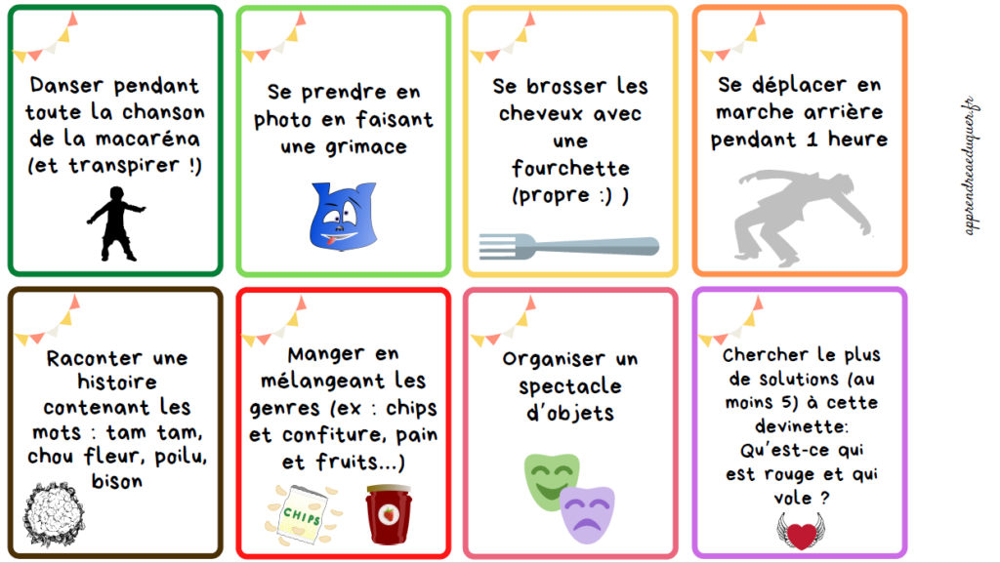 Danser pendant
toute la chanson
de la macaréna
(et transpirer !)
Se prendre en
photo en faisant
une grimace
Se brosser les
cheveux avec
une
fourchette
(propre :) )
Se déplacer en
marche arrière
pendant 1 heure
apprendreaeduquer.fr
Raconter une
histoire
contenant les
mots : tam tam,
chou fleur, poilu,
bison
Manger en
mélangeant les
genres (ex : chips
et confiture, pain
et fruits...)
CHIPS
Organiser un
spectacle
d'objets
Chercher le plus
de solutions (au
moins 5) à cette
devinette:
Qu'est-ce qui
est rouge et qui
vole ?